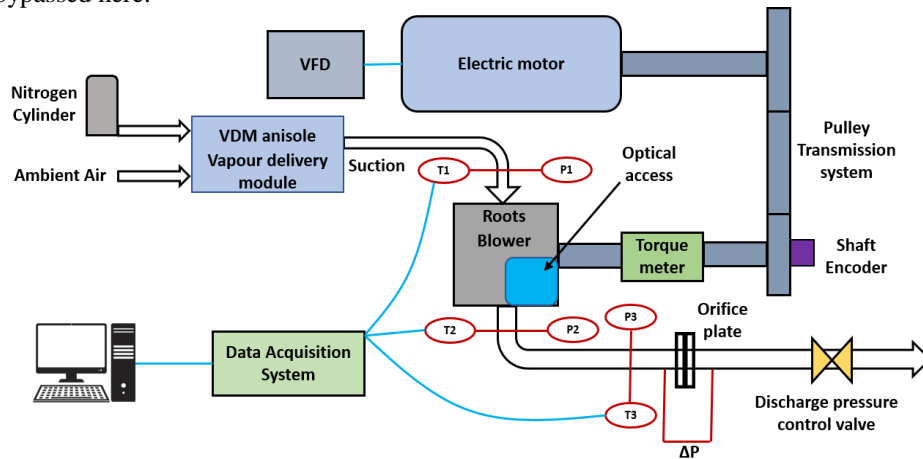 bypassed here.
VFD
Electric motor
Nitrogen
Cylinder
VDM anisole
Vapour delivery
module
Ambient Air
Suction
T1
P1
Optical
access
Pulley
Transmission
system
Roots
Blower
Torque
meter
Shaft
Encoder
T2
P2
P3
Orifice
plate
Data Acquisition
System
T3
Discharge pressure
control valve
ΔP